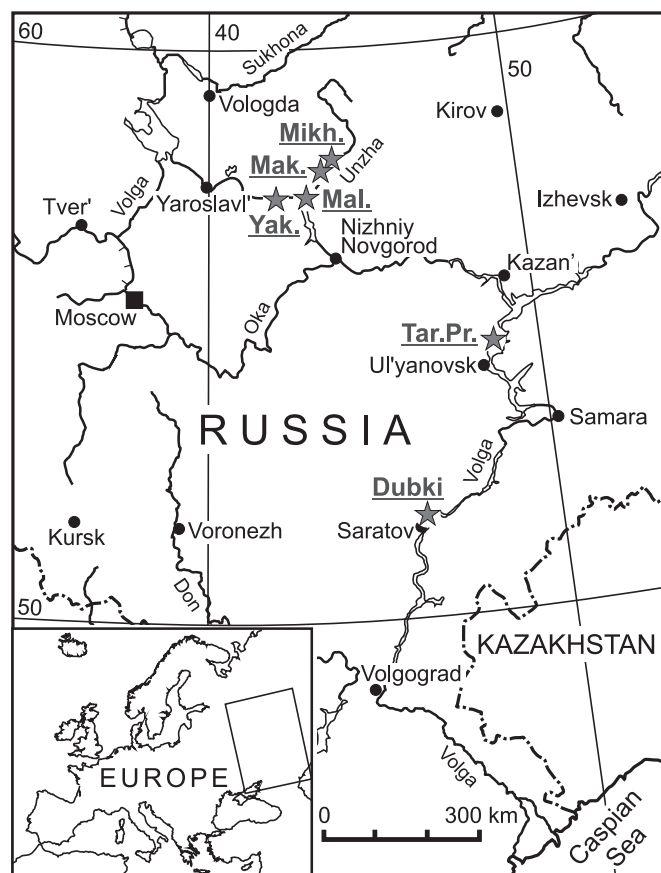 60
40
50
Sukhona
Vologda
Kirov
Mikh.
Mak.
Unzha
Volga
Yaroslavl'
Mal.
Izhevsk
Tver'
Yak.
Nizhniy
Novgorod
Kazan'
Moscow
Oka
Tar.Pr.
Ul'yanovsk
RUSSIA
Samara
Volga
Dubki
Kursk
Voronezh
Saratov
Don
50
KAZAKHSTAN
Volgograd
EUROPE
Volga
0
300 km
Caspian
Sea